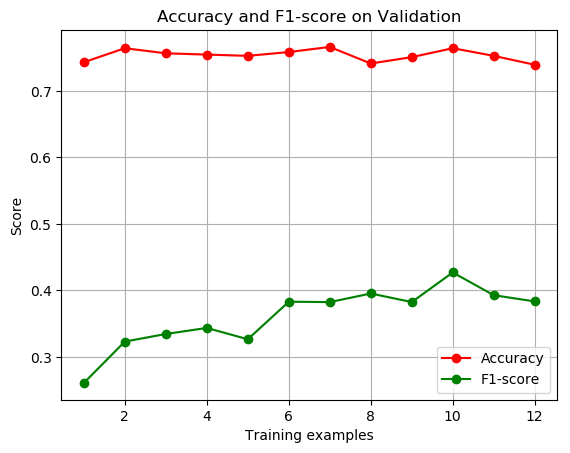 Accuracy and F1-score on Validation
Score
0.7
0.6
0.5
0.4
0.3
Accuracy
F1-score
2 4 6 8 10 12
Training examples